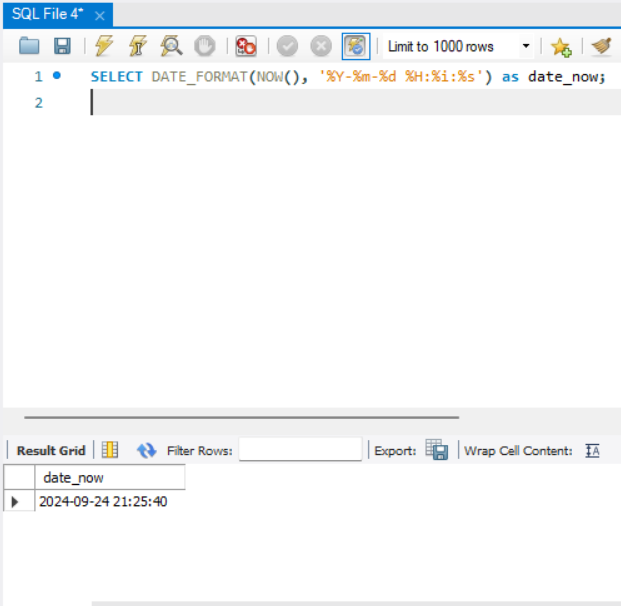 SQL File 4*
Limit to 1000 rows
1 SELECT DATE_FORMAT(NOW(), '%Y-%m-%d %H:%i:%s') as date_now;
2
Result Grid Filter Rows: Export: Wrap Cell Content:
date_now
2024-09-24 21:25:40